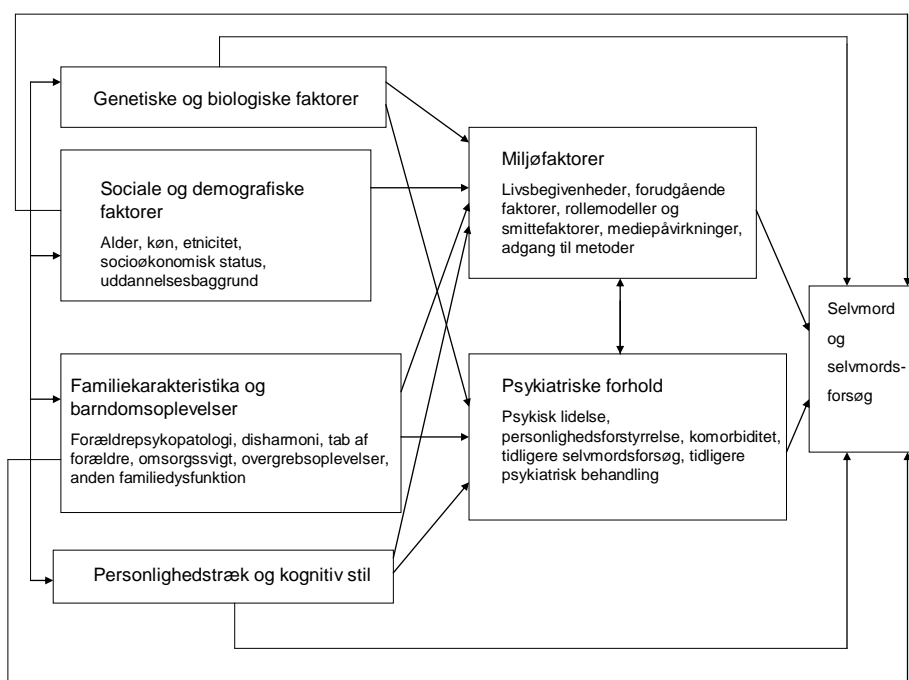 Genetiske og biologiske faktorer
Sociale og demografiske
faktorer
Alder, køn, etnicitet,
socioøkonomisk status,
uddannelsesbaggrund
Familiekarakteristika og
barndomsoplevelser
Forældrepsykopatologi, disharmoni, tab af
forældre, omsorgssvigt, overgrebsoplevelser,
anden familiedysfunktion
Personlighedstræk og kognitiv stil
Miljøfaktorer
Livsbegivenheder, forudgående
faktorer, rollemodeller og
smittefaktorer, mediepåvirkninger,
adgang til metoder
Psykiatriske forhold
Psykisk lidelse,
personlighedsforstyrrelse, komorbiditet,
tidligere selvmordsforsøg, tidligere
psykiatrisk behandling
Selvmord
og
selvmords-
forsøg